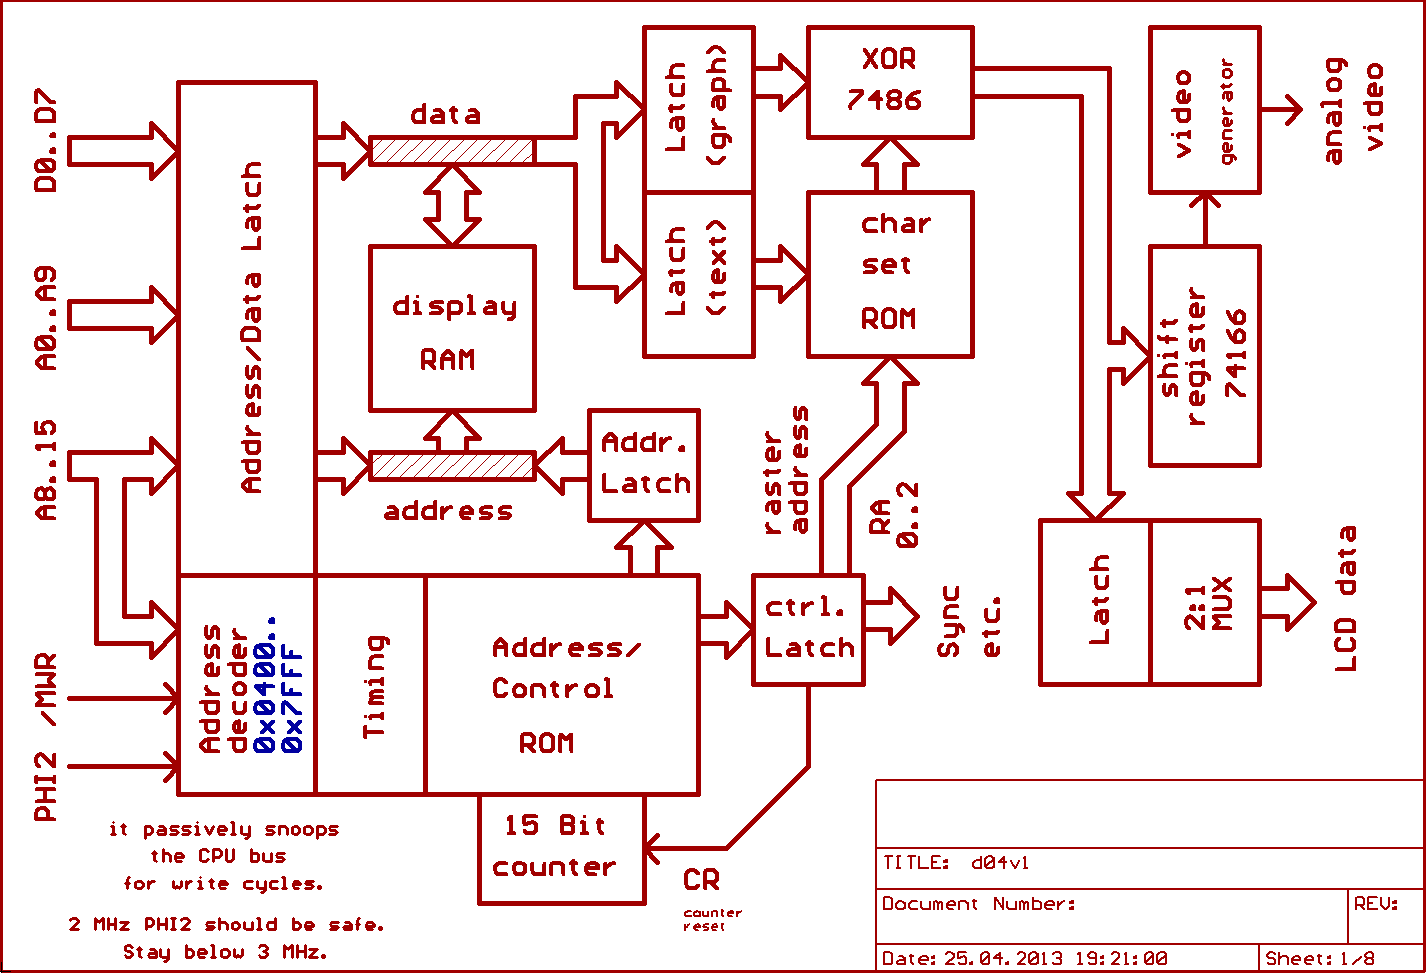 D0..D7
A0..A9
A8..15
/MWR
PHI2
Address/Data Latch
data
display
RAM
address
Addr.
Latch
Latch
(graph)
Latch
(text)
XOR
7486
char
set
ROM
raster
address
RA
0..2
video
generator
analog
video
shift
register
74166
Latch
2:1
MUX
LCD data
Address
decoder
0x0400..
0x7FFF
Timing
Address/
Control
ROM
ctrl.
Latch
Sync
etc.
15 Bit
counter
CR
counter
reset
it passively snoops
the CPU bus
for write cycles.
2 MHz PHI2 should be safe.
Stay below 3 MHz.
TITLE: d04v1
Document Number:
REV:
Date: 25.04.2013 19:21:00
Sheet: 1/8